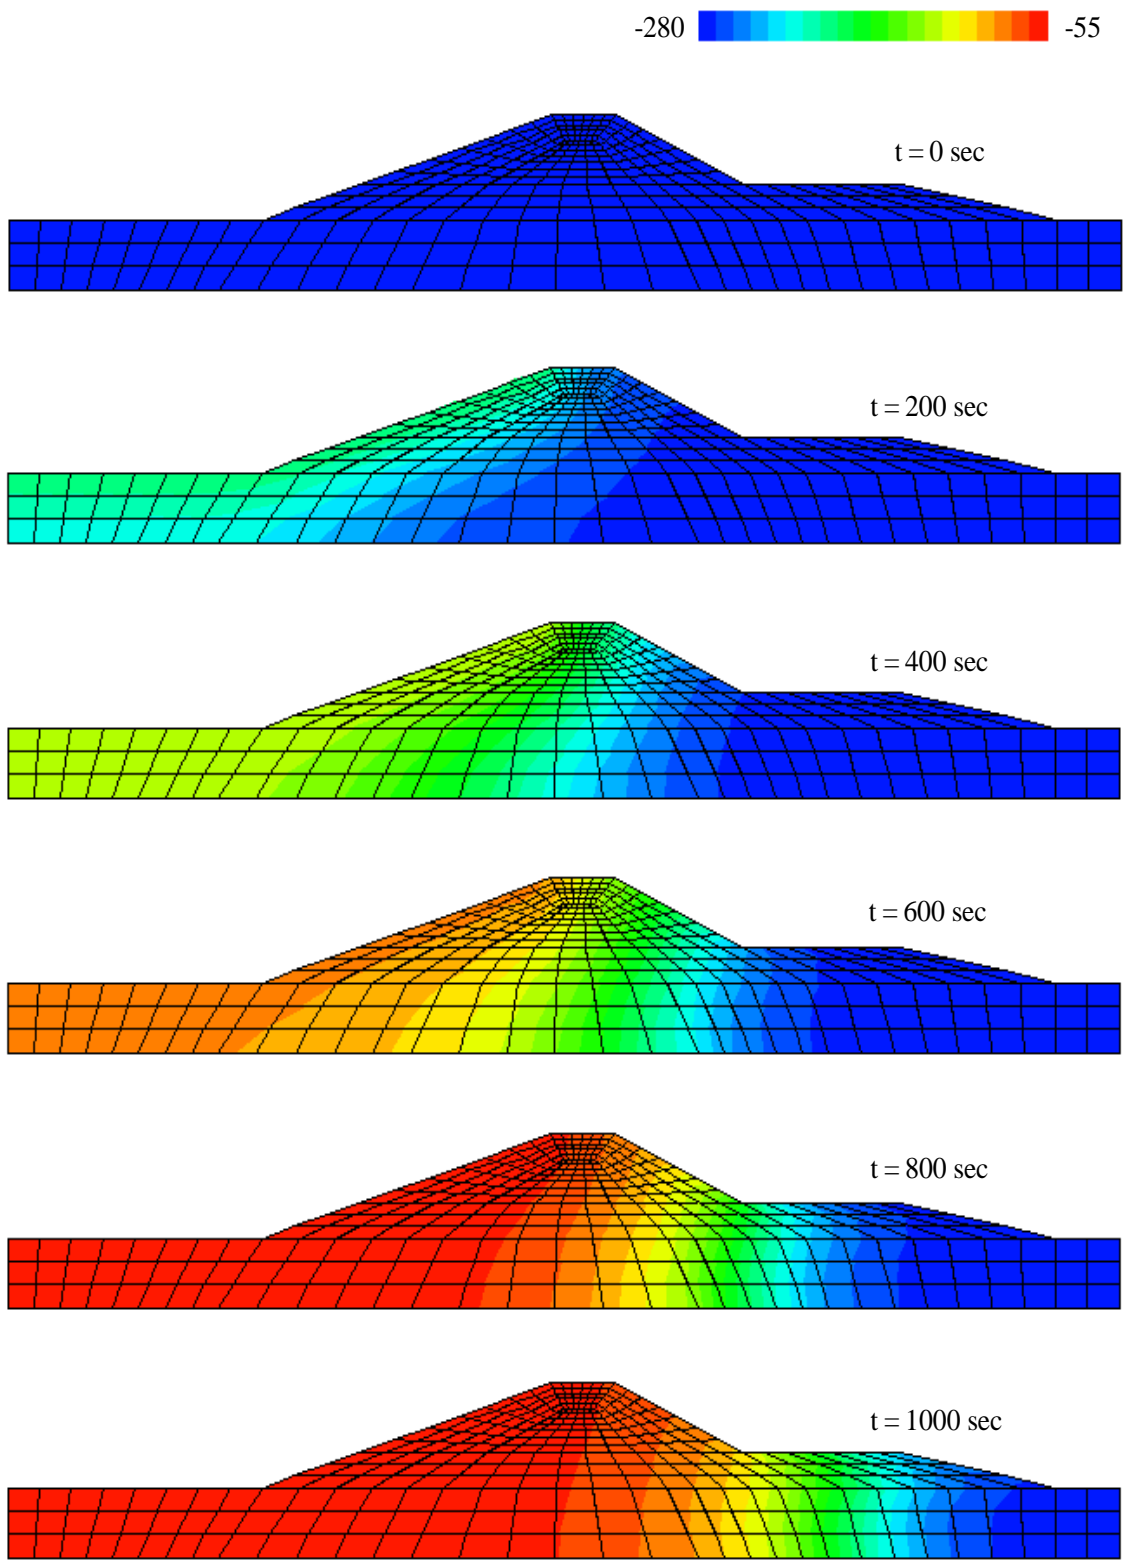 -280 -55
t = 0 sec
t = 200 sec
t = 400 sec
t = 600 sec
t = 800 sec
t = 1000 sec